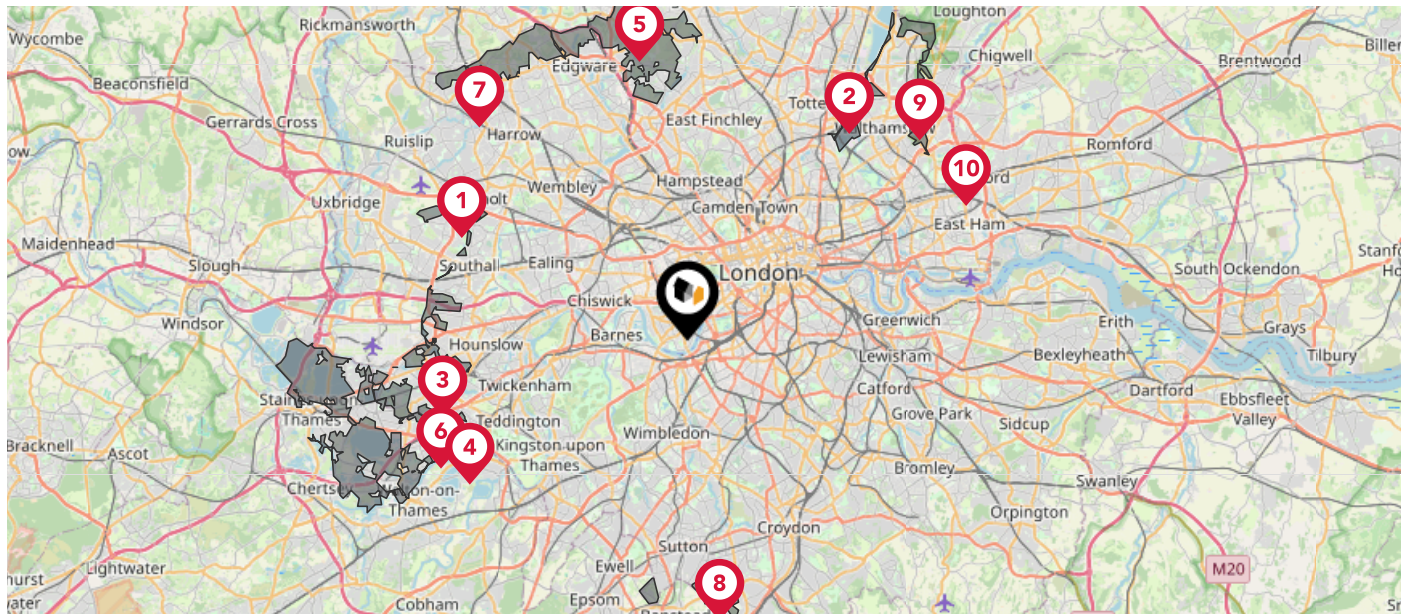 Rickmansworth
Loughton
Wycombe
5
Chigwell
Billericay
Edgware
Brentwood
Beaconsfield
7
2
9
Gerrards Cross
East Finchley
Harrow
Ruislip
Romford
10
Wembley
Hampstead
1
Uxbridge
Camden Town
East Ham
Maidenhead
Slough
Southall
Ealing
London
South Ockendon
Chiswick
Windsor
Barnes
Greenwich
Erith
Grays
Hounslow
Lewisham
Bexleyheath
Tilbury
3
Twickenham
Catford
Dartford
Ebbsfleet
Valley
Thames
Teddington
Grove Park
Sidcup
6
4
Wimbledon
Bracknell
Ascot
Kingston upon
Thames
Bromley
Swanley
Thames
Orpington
Croydon
Sutton
Lightwater
Ewell
8
M20
Epsom
Cobham